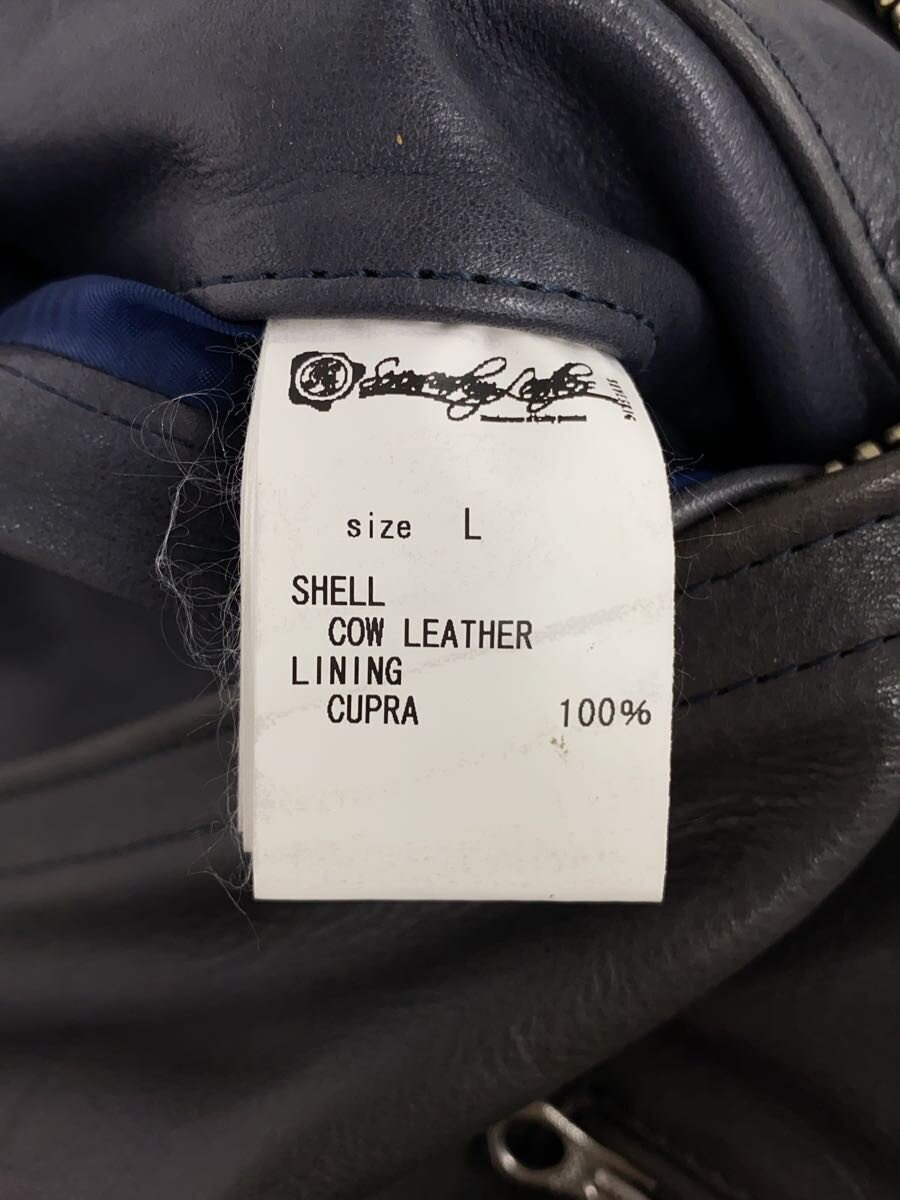 size L
SHELL
COW LEATHER
LINING
CUPRA 100%